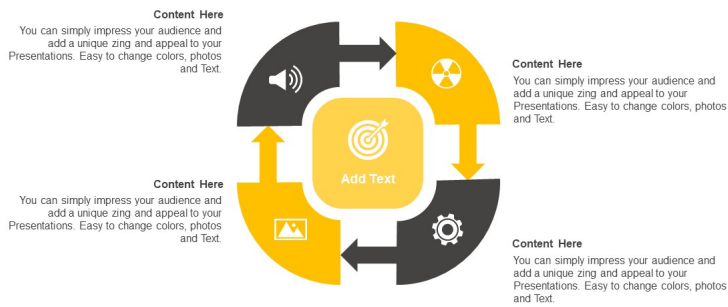 Content Here
You can simply impress your audience and
add a unique zing and appeal to your
Presentations. Easy to change colors, photos
and Text.
Content Here
You can simply impress your audience and
add a unique zing and appeal to your
Presentations. Easy to change colors, photos
and Text.
Add Text
Content Here
You can simply impress your audience and
add a unique zing and appeal to your
Presentations. Easy to change colors, photos
and Text.
Content Here
You can simply impress your audience and
add a unique zing and appeal to your
Presentations. Easy to change colors, photos
and Text.